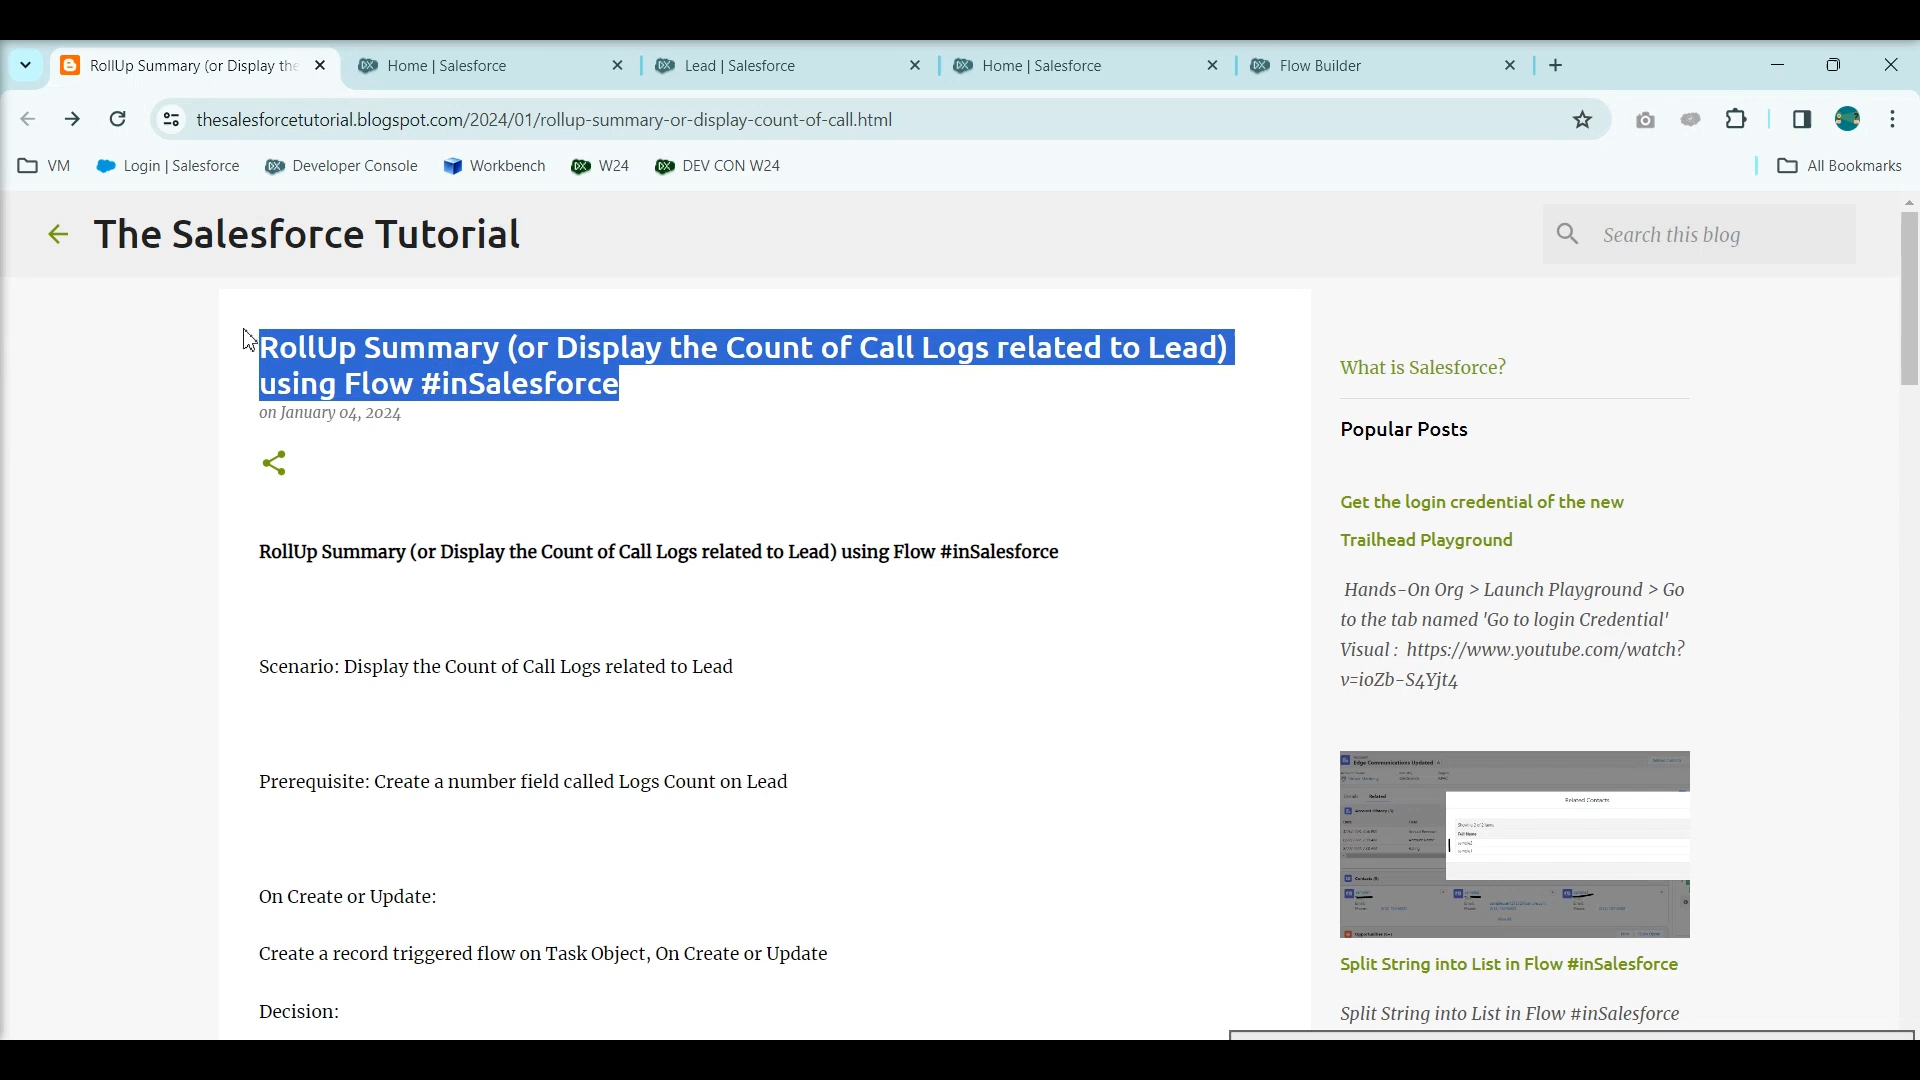 RollUp Summary (or Display the
Home | Salesforce
Lead | Salesforce
Home | Salesforce
Flow Builder
thesalesforcetutorial.blogspot.com/2024/01/rollup-summary-or-display-count-of-call.html
VM
Login | Salesforce
Developer Console
Workbench
W24
DEV CON W24
All Bookmarks
The Salesforce Tutorial
Search this blog
RollUp Summary (or Display the Count of Call Logs related to Lead)
using Flow #inSalesforce
on January 04, 2024
RollUp Summary (or Display the Count of Call Logs related to Lead) using Flow #inSalesforce
Scenario: Display the Count of Call Logs related to Lead
Prerequisite: Create a number field called Logs Count on Lead
On Create or Update:
Create a record triggered flow on Task Object, On Create or Update
Decision:
What is Salesforce?
Popular Posts
Get the login credential of the new
Trailhead Playground
Hands-On Org > Launch Playground > Go
to the tab named 'Go to login Credential'
Visual : https://www.youtube.com/watch?
v=ioZb-S4Yjt4
Edge Communications Updated
Related Contacts
Split String into List in Flow #inSalesforce
Split String into List in Flow #inSalesforce